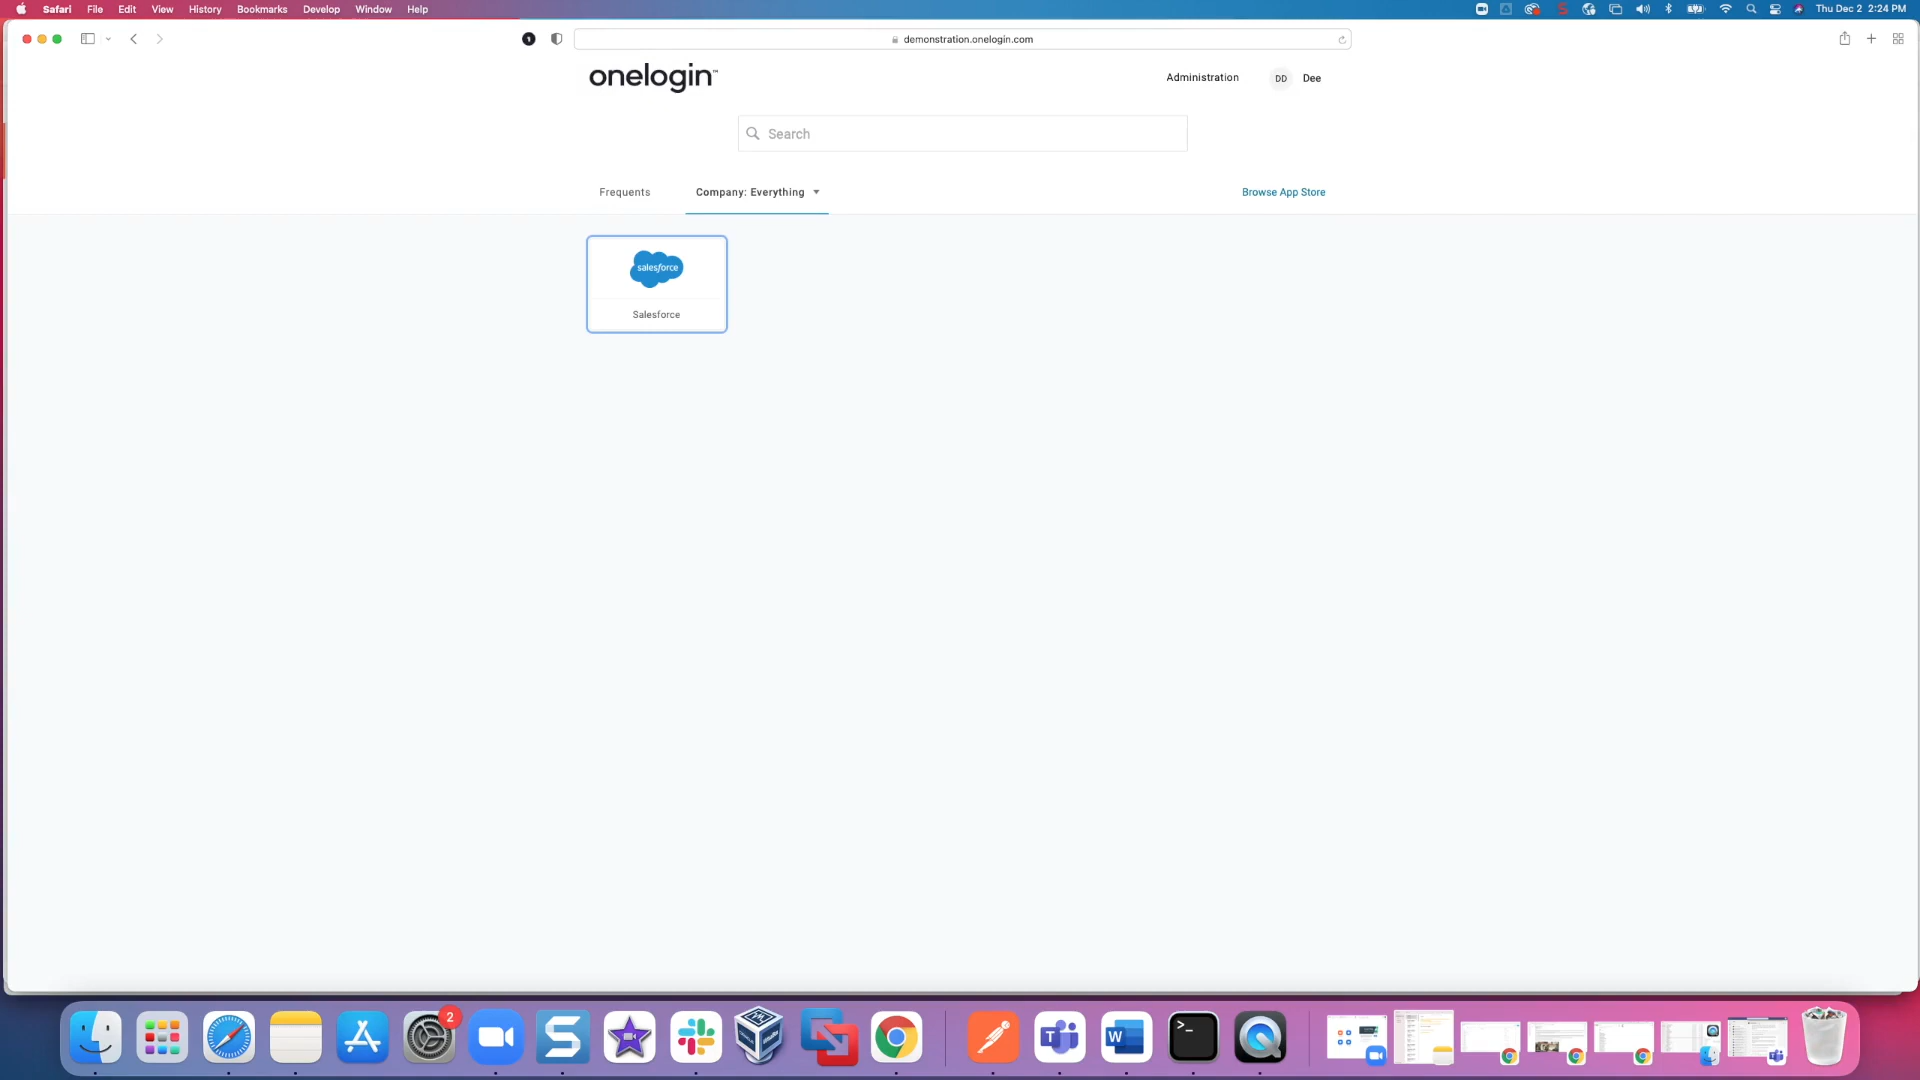 Safari File Edit View History Bookmarks Develop Window Help
Thu Dec 2 2:24 PM
demonstration.onelogin.com
onelogin™
Administration
DD
Dee
Search
Frequents
Company: Everything
Browse App Store
salesforce
Salesforce
2